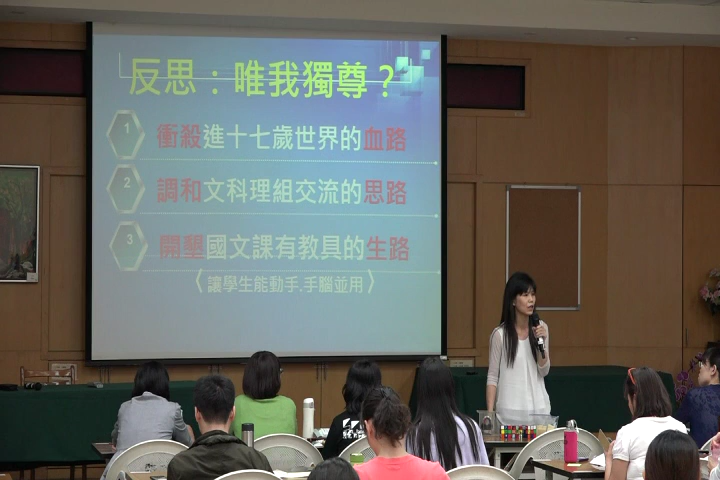 反思：唯我獨尊？
1 衝殺進十七歲世界的血路
2 調和文科理組交流的思路
3 開墾國文課有教具的生路
〈讓學生能動手.手腦並用〉